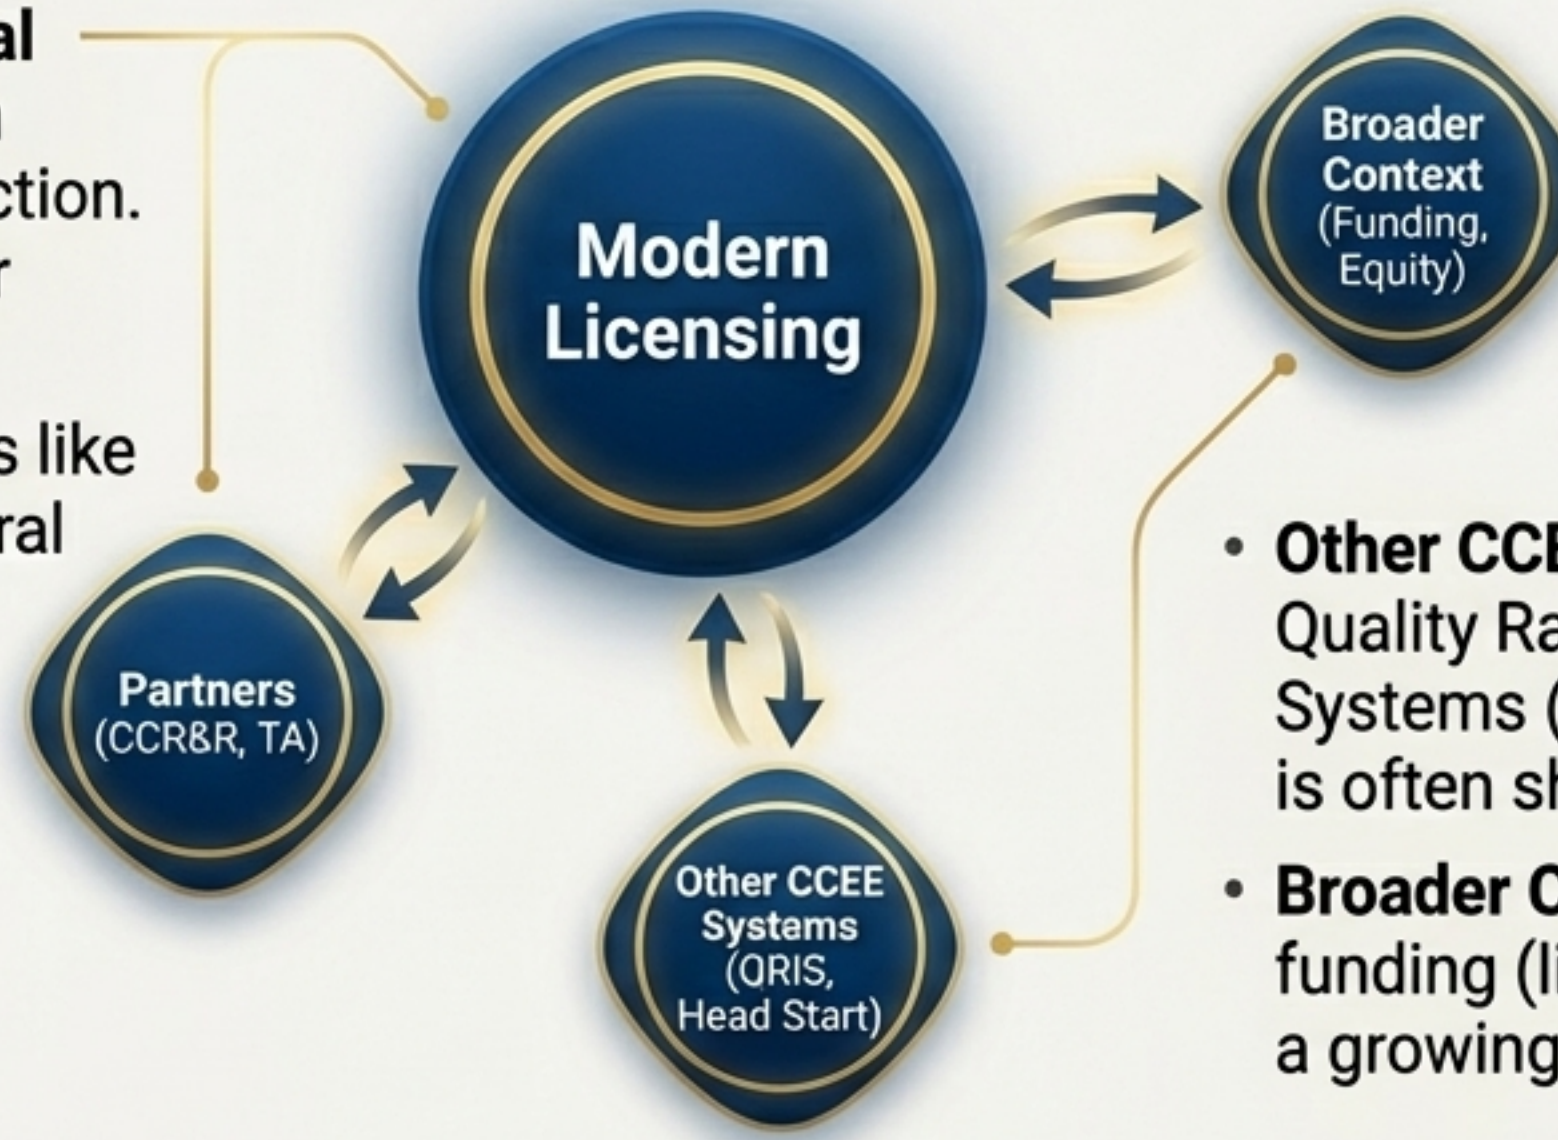 al
ction.
r
s like
ral
Modern
Licensing
Broader
Context
(Funding,
Equity)
Partners
(CCR&R, TA)
Other CCEE
Systems
(QRIS,
Head Start)
• Other CCE
Quality Ra
Systems (
is often sh
• Broader C
funding (li
a growing